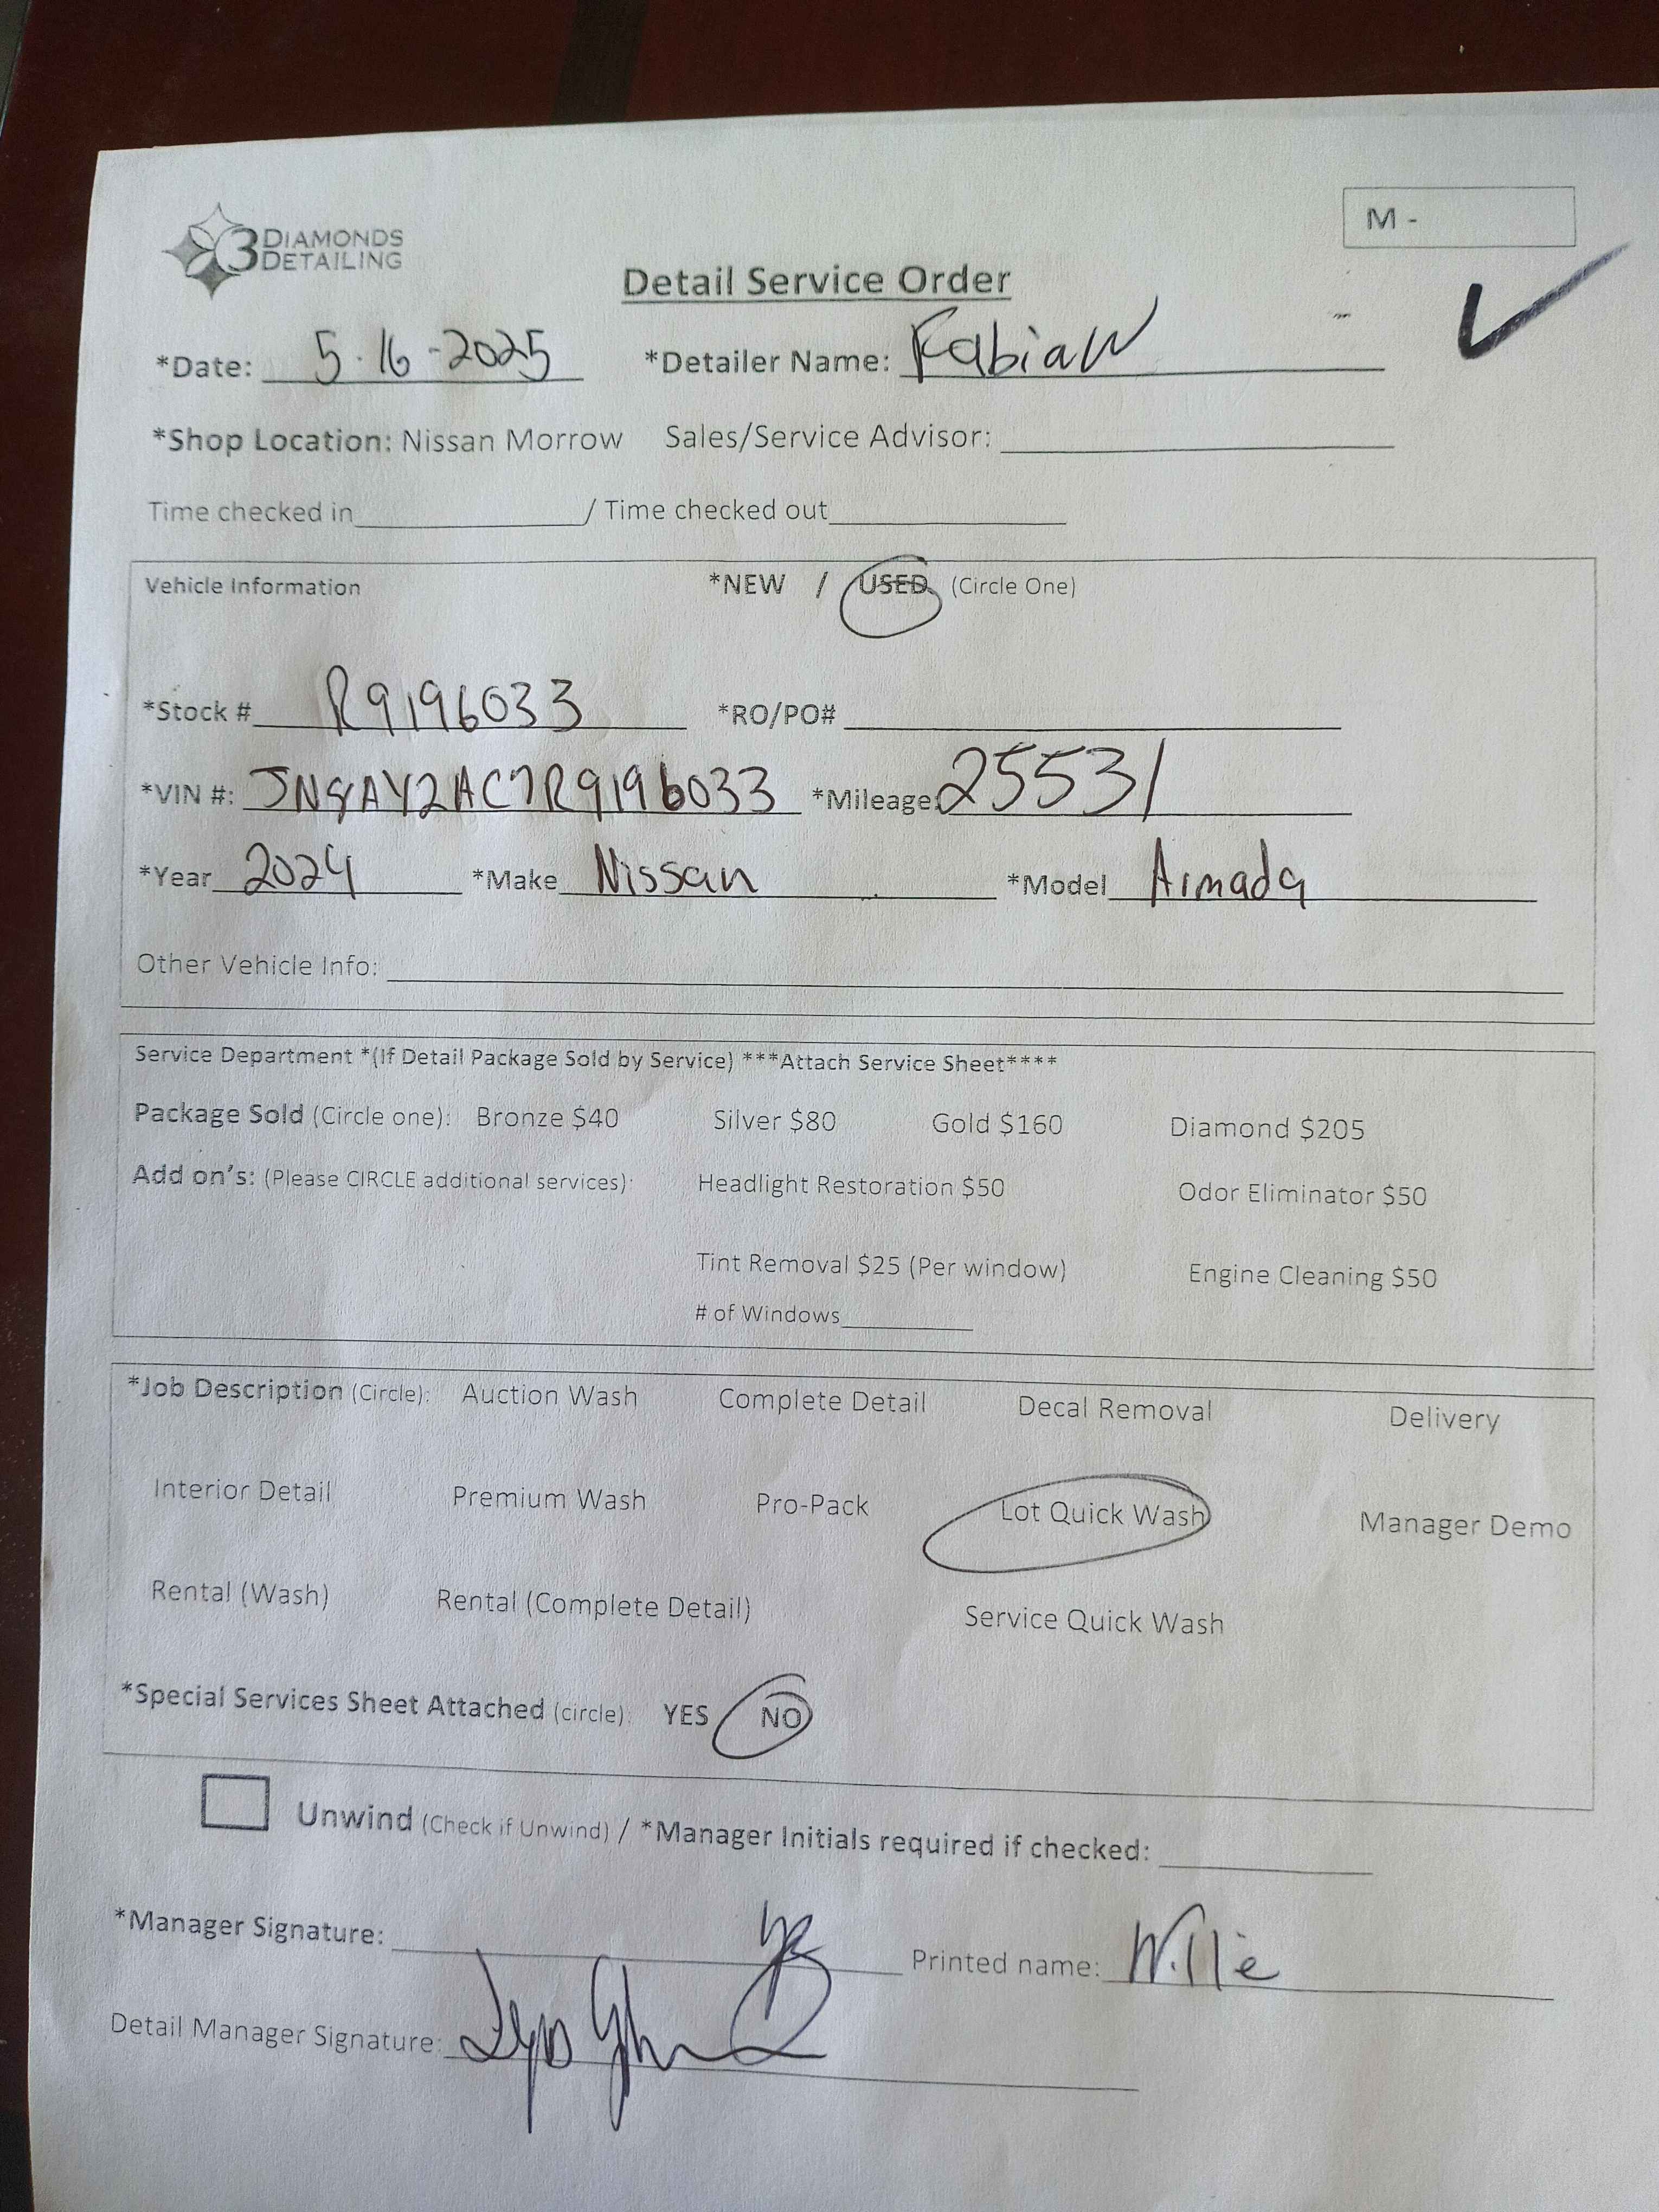 3 DIAMONDS
DETAILING
M -
Detail Service Order
*Date: 5-16-2025 *Detailer Name: Fabian
*Shop Location: Nissan Morrow Sales/Service Advisor:
Time checked in / Time checked out
Vehicle Information *NEW / USED (Circle One)
*Stock # R9196033 *RO/PO#
*VIN #: JN8AY2AC7R9196033 *Mileage: 25531
*Year 2024 *Make Nissan *Model Armada
Other Vehicle Info:
Service Department *(If Detail Package Sold by Service) ***Attach Service Sheet****
Package Sold (Circle one): Bronze $40 Silver $80 Gold $160 Diamond $205
Add on's: (Please CIRCLE additional services): Headlight Restoration $50 Odor Eliminator $50
Tint Removal $25 (Per window) Engine Cleaning $50
# of Windows
*Job Description (Circle): Auction Wash Complete Detail Decal Removal Delivery
Interior Detail Premium Wash Pro-Pack Lot Quick Wash Manager Demo
Rental (Wash) Rental (Complete Detail) Service Quick Wash
*Special Services Sheet Attached (circle): YES NO
Unwind (Check if Unwind) / *Manager Initials required if checked:
*Manager Signature: Printed name: Willie
Detail Manager Signature: